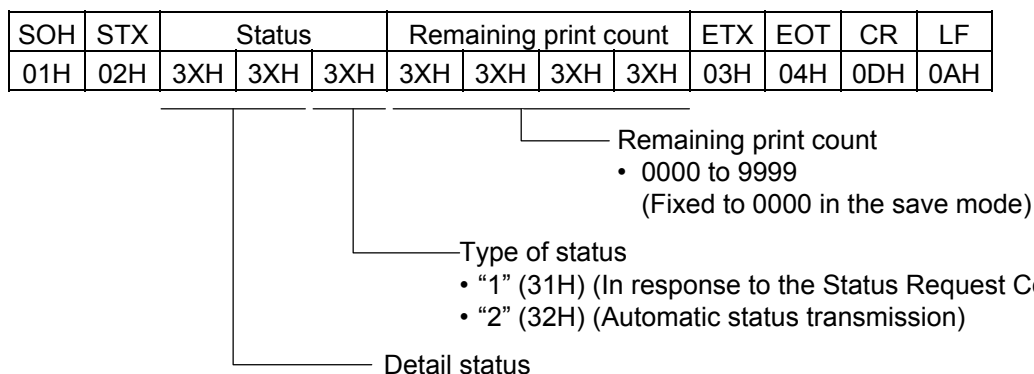 SOH STX Status Remaining print count ETX EOT CR LF
01H 02H 3XH 3XH 3XH 3XH 3XH 3XH 3XH 03H 04H 0DH 0AH
Remaining print count
• 0000 to 9999
(Fixed to 0000 in the save mode)
Type of status
• “1” (31H) (In response to the Status Request
• “2” (32H) (Automatic status transmission)
Detail status